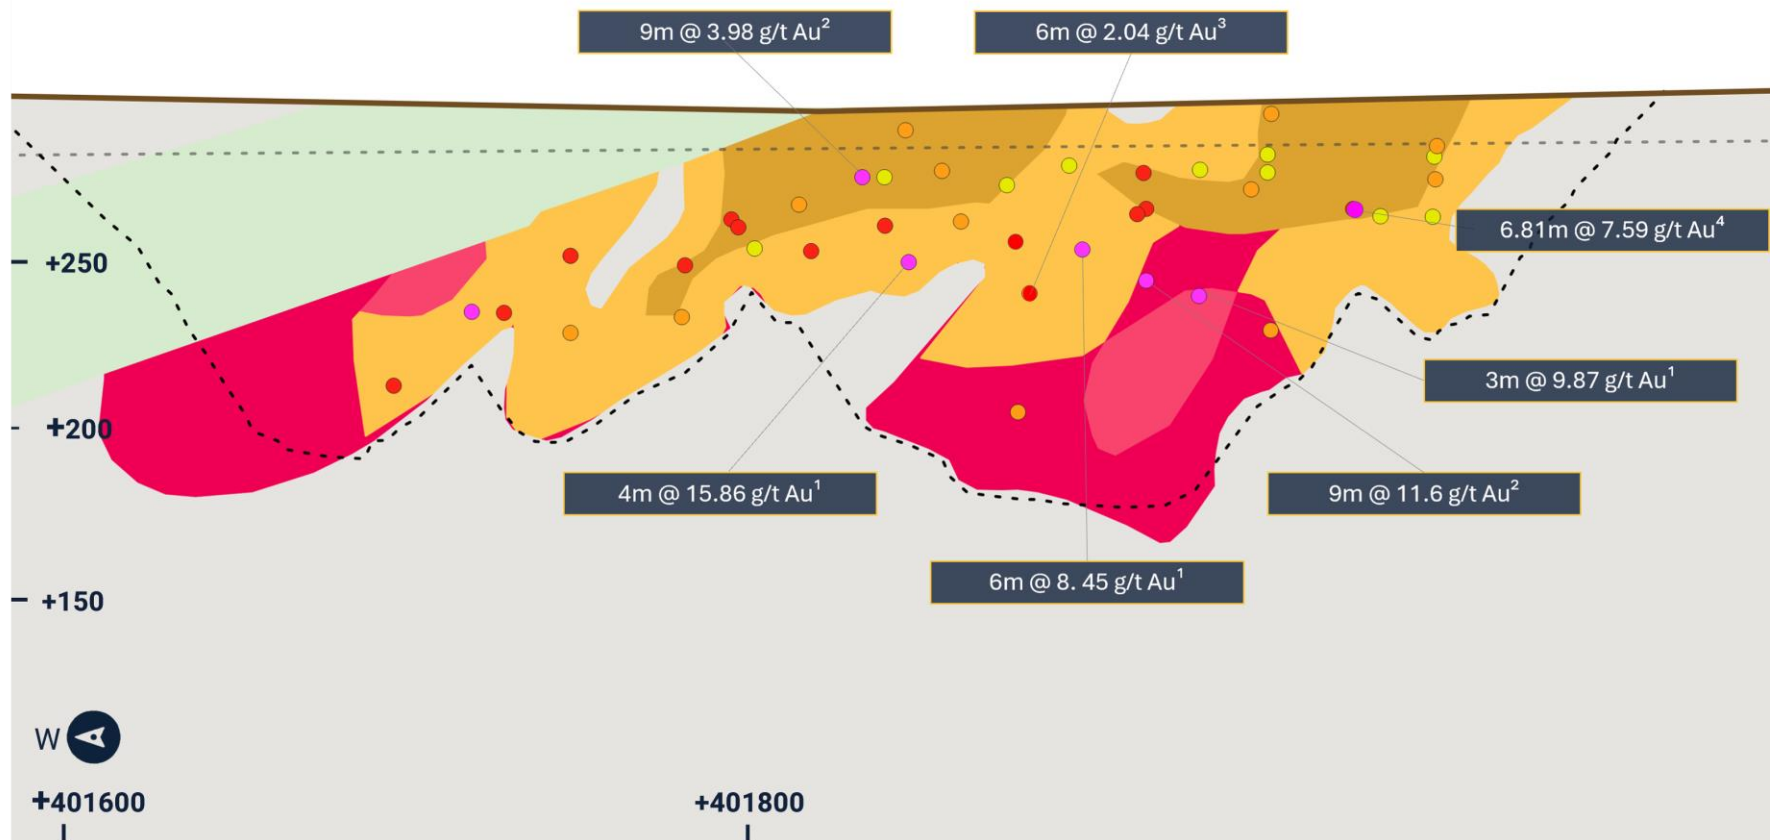 9m @ 3.98 g/t Au²
6m @ 2.04 g/t Au³
6.81m @ 7.59 g/t Au⁴
+250
3m @ 9.87 g/t Au¹
+200
4m @ 15.86 g/t Au¹
9m @ 11.6 g/t Au²
6m @ 8. 45 g/t Au¹
+150
W
+401600
+401800